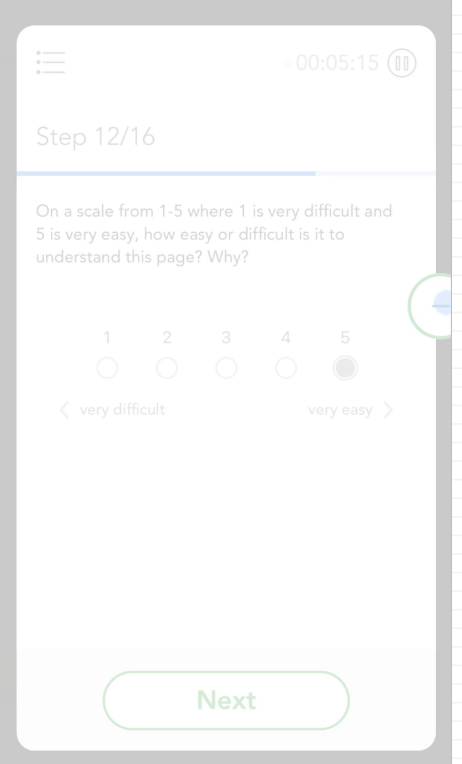 00:05:15
Step 12/16
On a scale from 1-5 where 1 is very difficult and
5 is very easy, how easy or difficult is it to
understand this page? Why?
1 2 3 4 5
very difficult very easy
Next